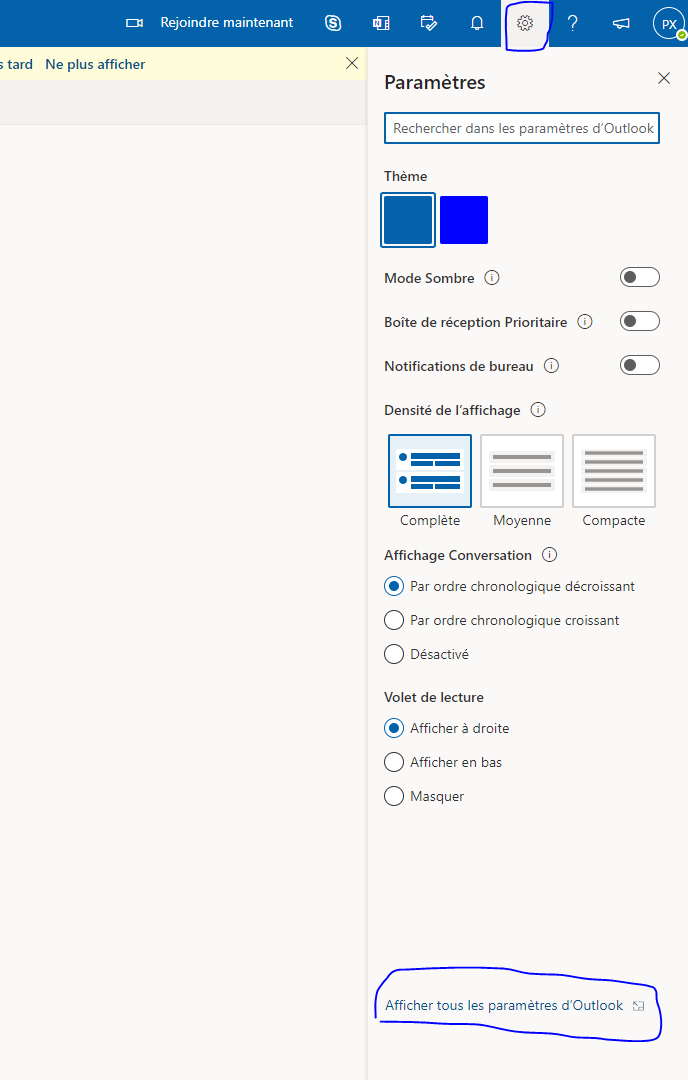 Rejoindre maintenant
PX
s tard Ne plus afficher
Paramètres
Rechercher dans les paramètres d’Outlook
Thème
Mode Sombre
Boîte de réception Prioritaire
Notifications de bureau
Densité de l’affichage
Complète Moyenne Compacte
Affichage Conversation
Par ordre chronologique décroissant
Par ordre chronologique croissant
Désactivé
Volet de lecture
Afficher à droite
Afficher en bas
Masquer
Afficher tous les paramètres d’Outlook